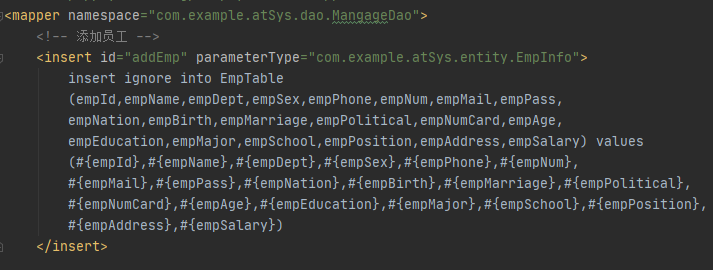 <mapper namespace="com.example.atSys.dao.MangageDao">
<!-- 添加员工 -->
<insert id="addEmp" parameterType="com.example.atSys.entity.EmpInfo">
insert ignore into EmpTable
(empId,empName,empDept,empSex,empPhone,empNum,empMail,empPass,
empNation,empBirth,empMarriage,empPolitical,empNumCard,empAge,
empEducation,empMajor,empSchool,empPosition,empAddress,empSalary) values
(#{empId},#{empName},#{empDept},#{empSex},#{empPhone},#{empNum},
#{empMail},#{empPass},#{empNation},#{empBirth},#{empMarriage},#{empPolitical},
#{empNumCard},#{empAge},#{empEducation},#{empMajor},#{empSchool},#{empPosition},
#{empAddress},#{empSalary})
</insert>